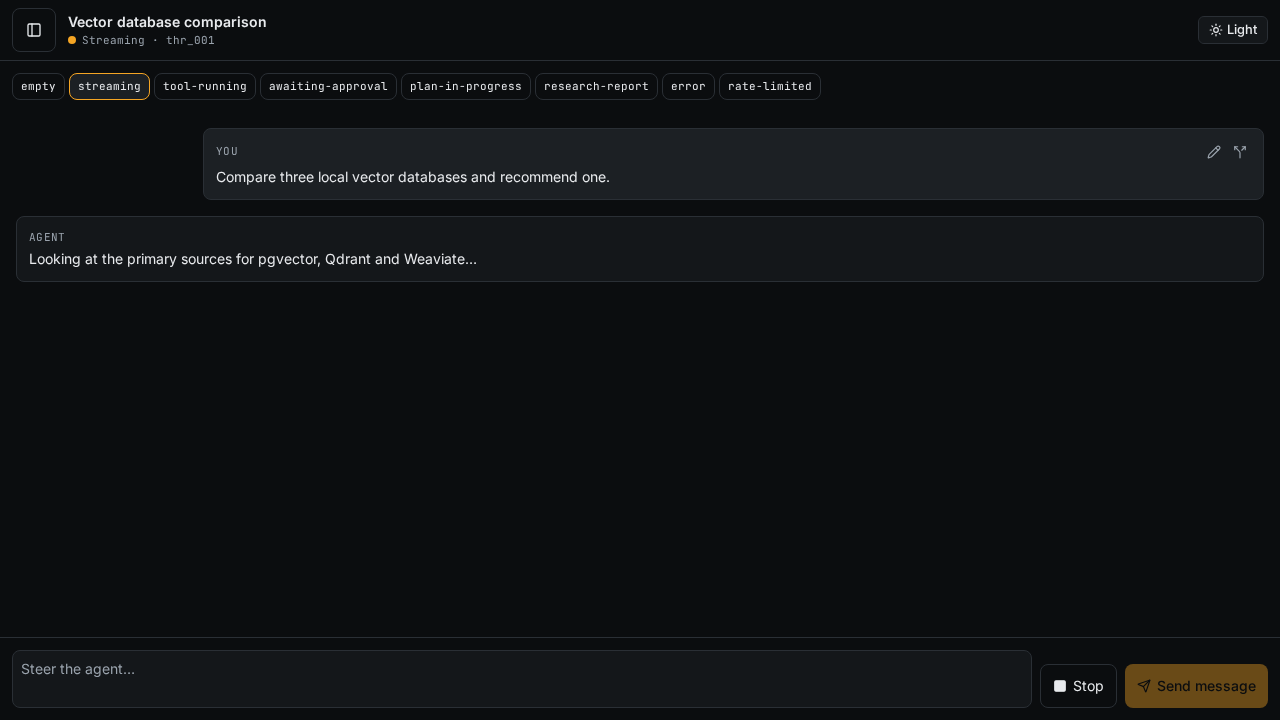 Vector database comparison
Streaming · thr_001
Light
empty
streaming
tool-running
awaiting-approval
plan-in-progress
research-report
error
rate-limited
YOU
Compare three local vector databases and recommend one.
AGENT
Looking at the primary sources for pgvector, Qdrant and Weaviate...
Steer the agent...
Stop
Send message